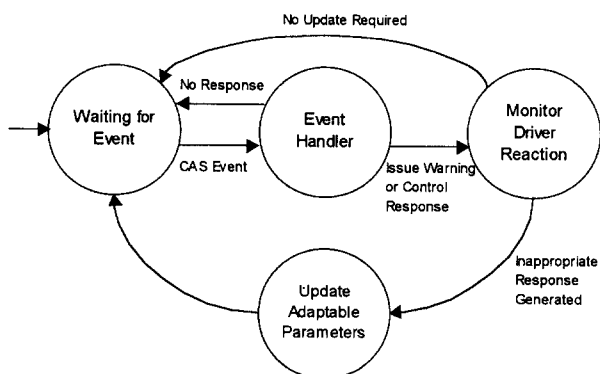 No Update Required
Waiting for
Event
No Response
CAS Event
Event
Handler
Issue Warning
or Control
Response
Monitor
Driver
Reaction
Inappropriate
Response
Generated
Update
Adaptable
Parameters